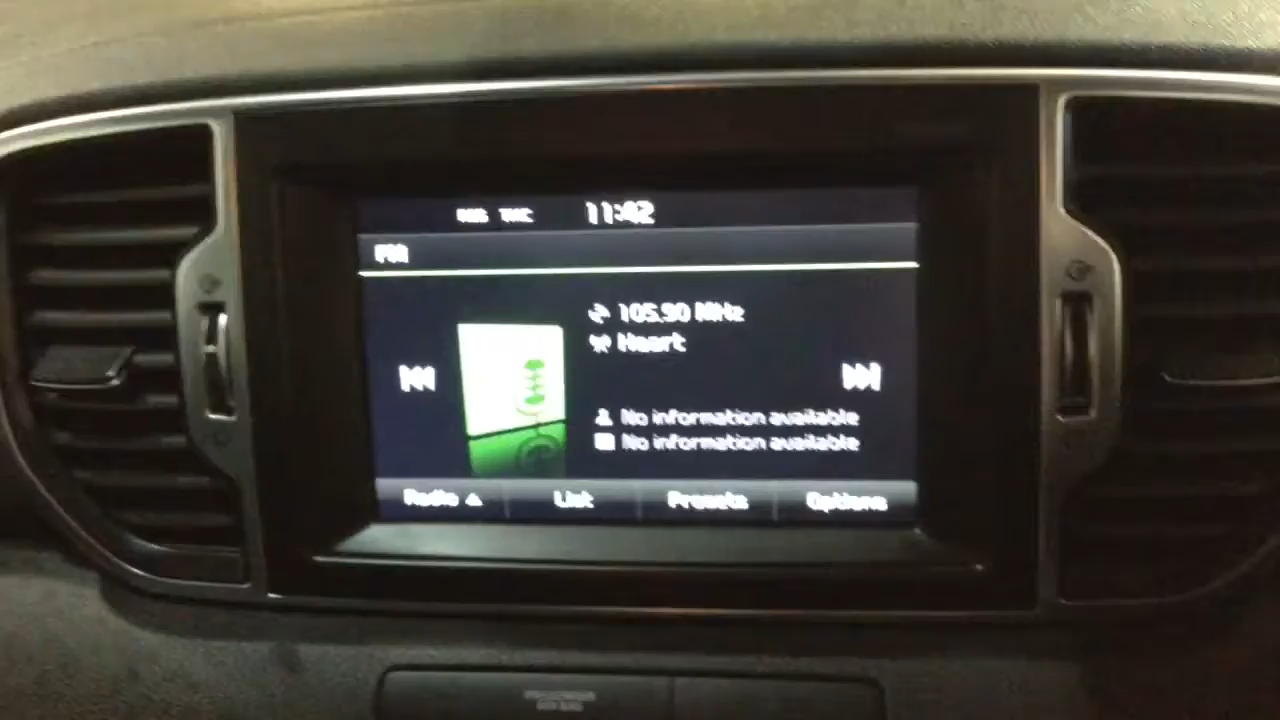 11:42
FM
105.90 MHz
Heart
No information available
No information available
Radio List Presets Options